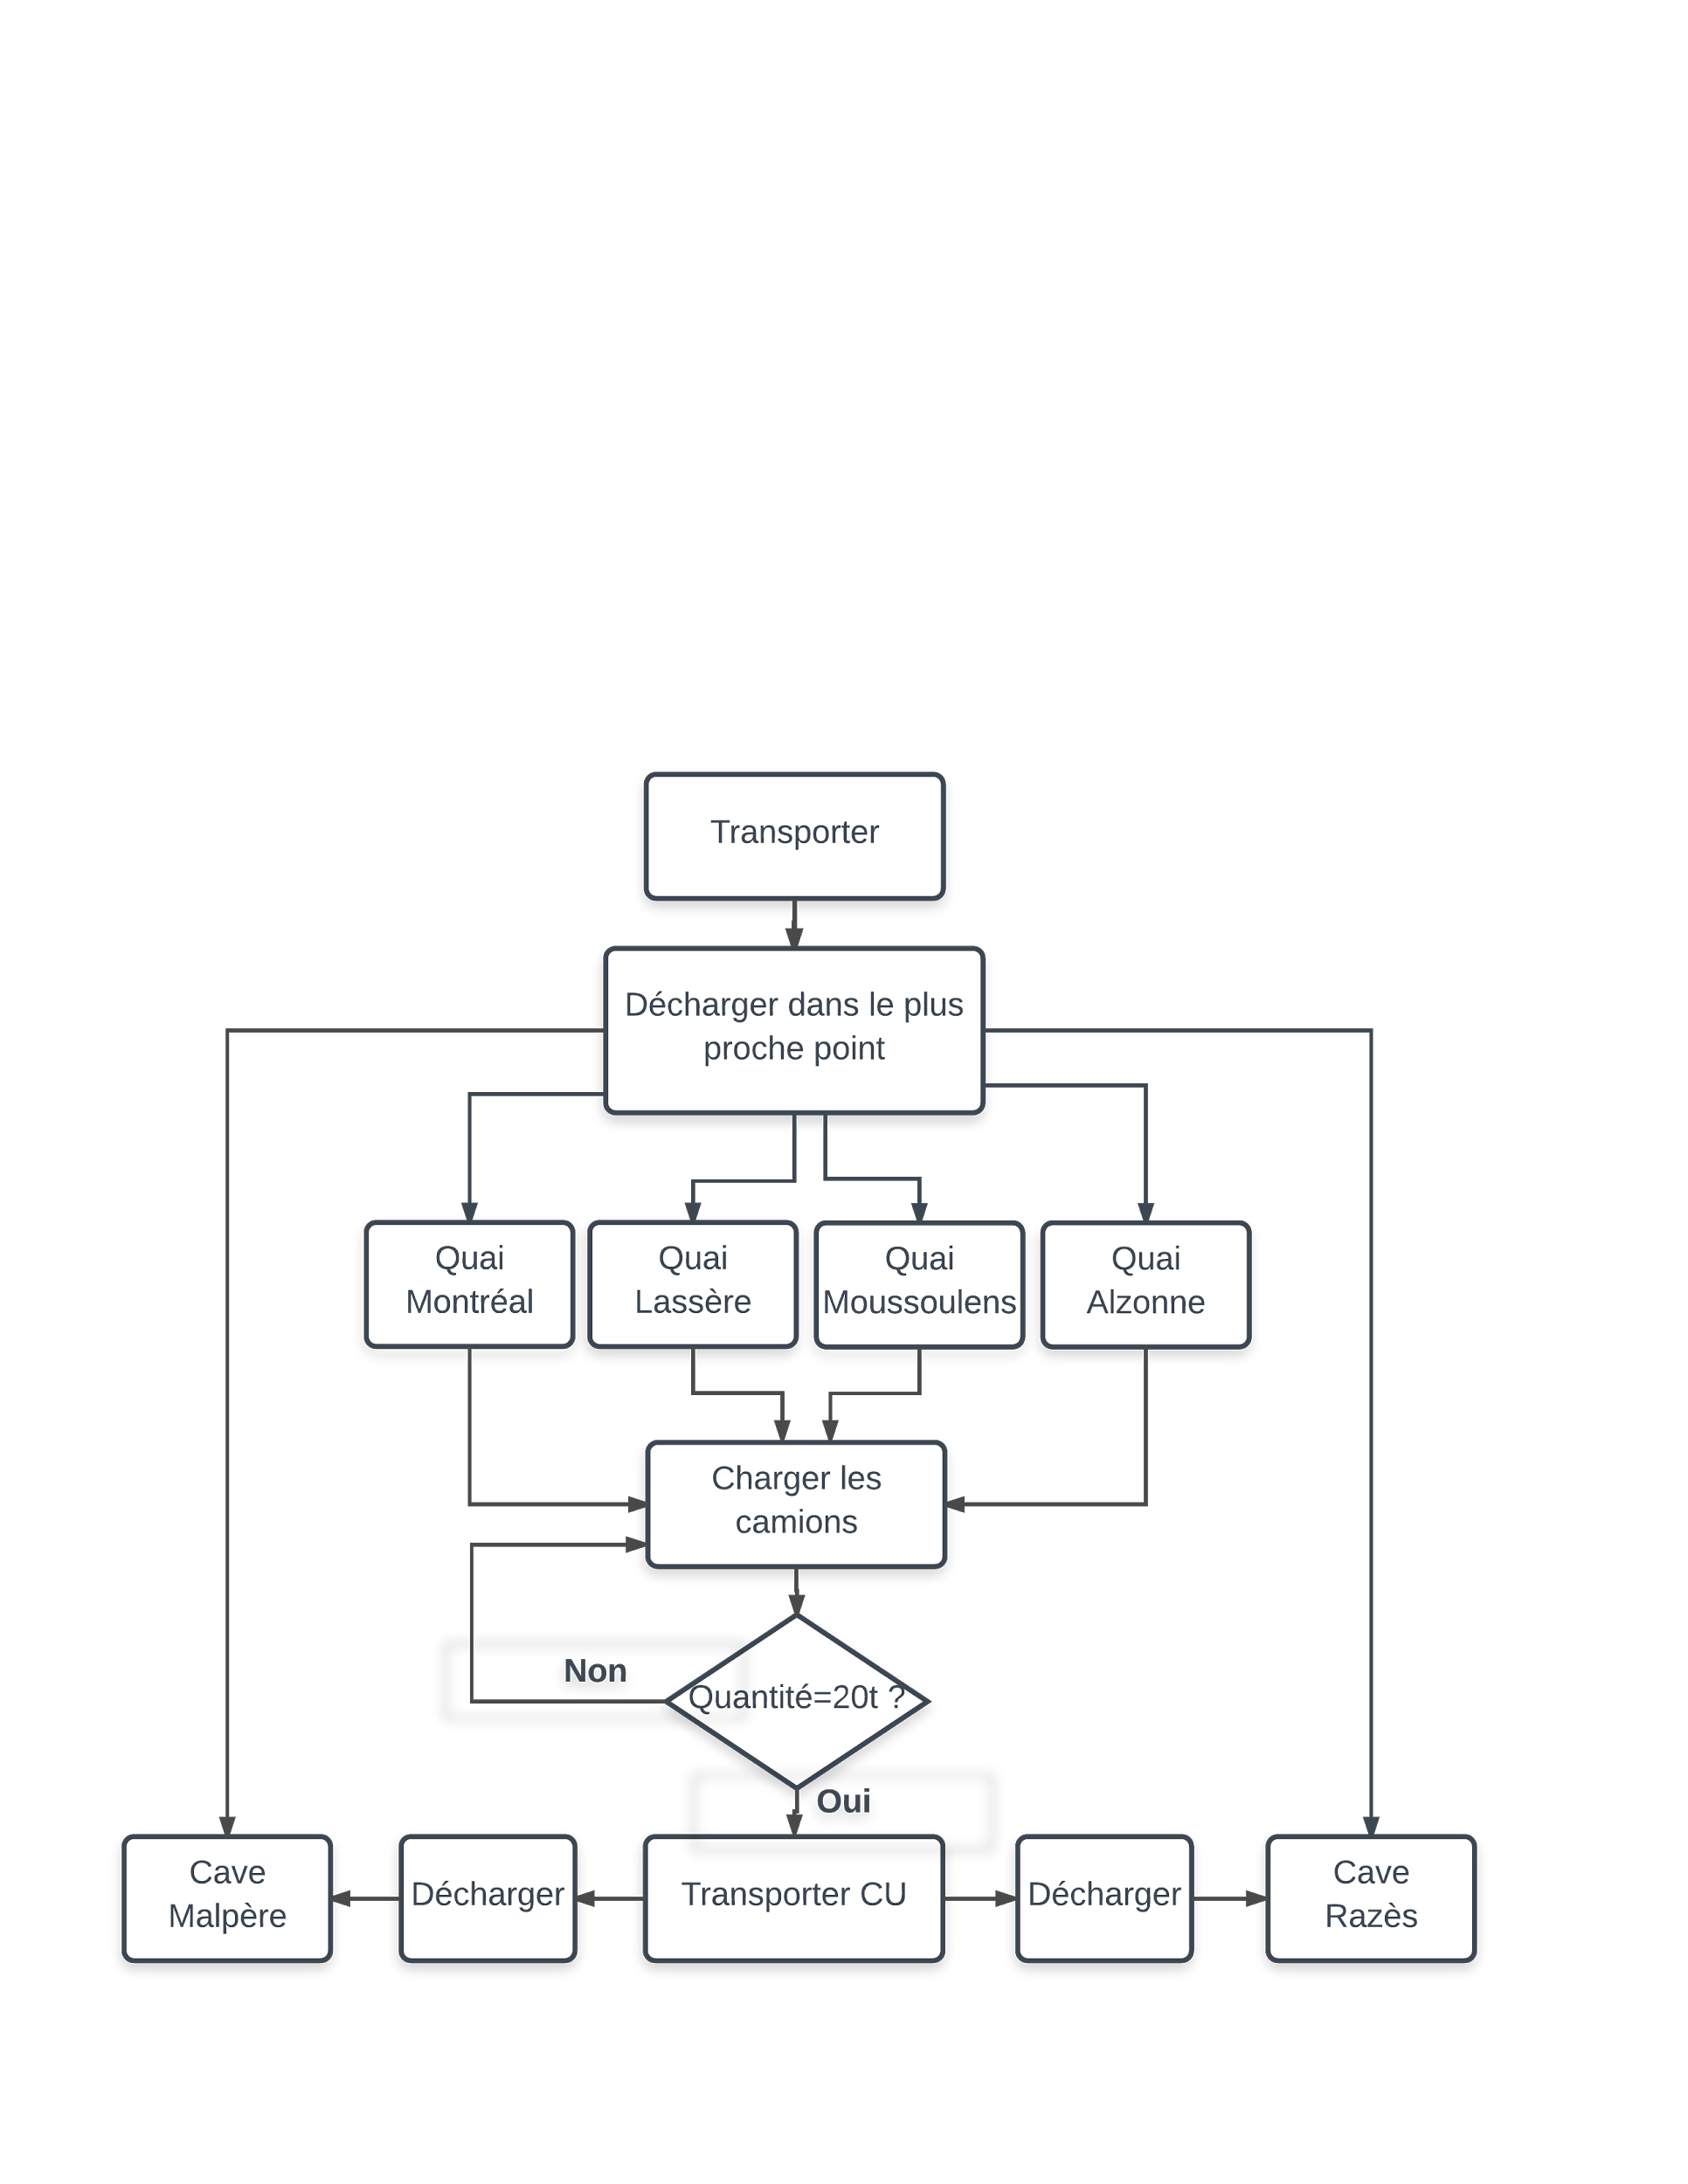 Transporter
Décharger dans le plus
proche point
Quai
Montréal
Quai
Lassère
Quai
Moussoulens
Quai
Alzonne
Charger les
camions
Non
Quantité=20t ?
Oui
Cave
Malpère
Décharger
Transporter CU
Décharger
Cave
Razès